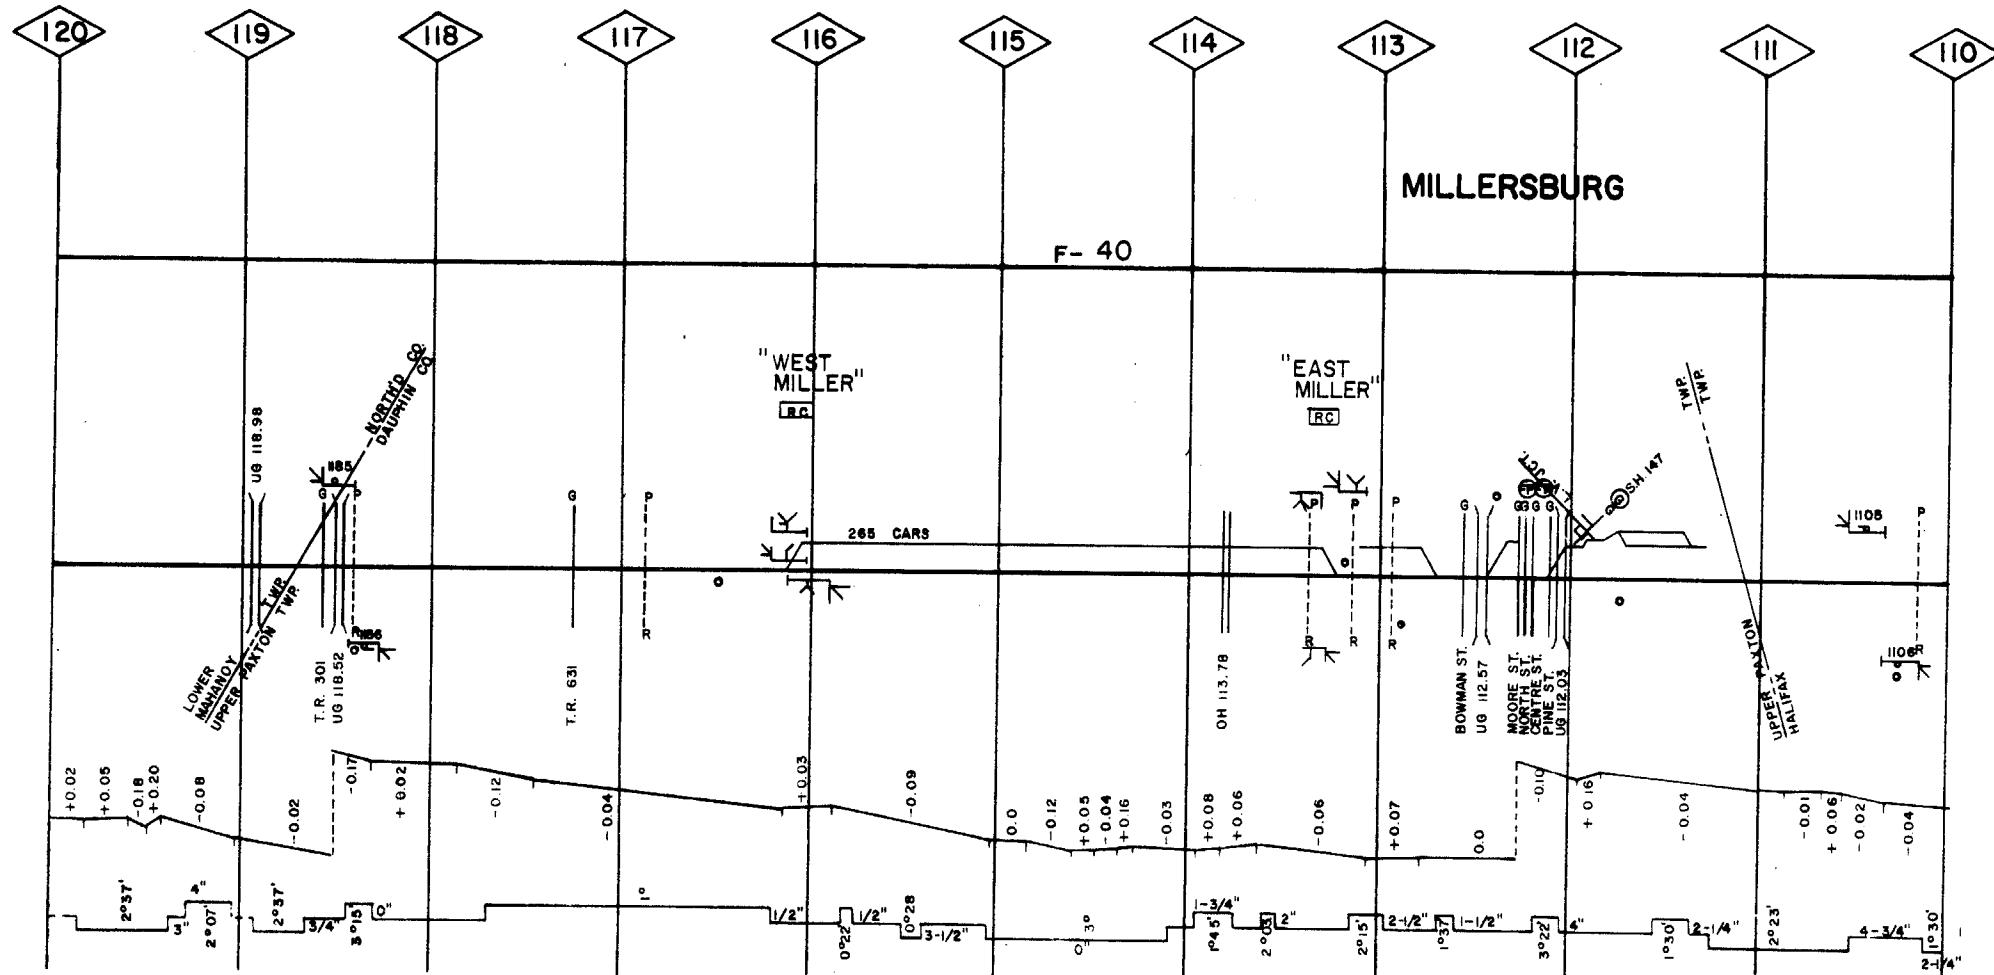 120 119 118 117 116 115 114 113 112 111 110
MILLERSBURG
F- 40
"WEST
MILLER"
RC
"EAST
MILLER"
RC
NORTH'D CO.
DAUPHIN CO.
TWP.
TWP.
UG 118.98
1185
G P
G P
265 CARS
P P P
G
GG G G
JCT.
G S.H. 147
1105
P
R
R
R R R
1106 R
TWP.
TWP.
LOWER
MAHANOY
UPPER PAXTON
T.R. 301
UG 118.52
T.R. 631
OH 113.78
BOWMAN ST.
UG 112.57
MOORE ST.
NORTH ST.
CENTRE ST.
PINE ST.
UG 112.03
UPPER PAXTON
HALIFAX
+0.02 +0.05 -0.18 +0.20 -0.08 -0.02 -0.17 +0.02 -0.12 -0.04 +0.03 -0.09 0.0 -0.12 +0.05 -0.04 +0.16 -0.03 +0.08 +0.06 -0.06 +0.07 0.0 -0.10 +0.16 -0.04 -0.01 +0.06 -0.02 -0.04
2°37' 3" 4" 2°07' 2°37' 3/4" 3°15' 0" 1° 1/2" 0°22' 1/2" 0°28 3-1/2" 0" 3° 1-3/4" 1°45' 2°03' 2" 2°15' 2-1/2" 1°37' 1-1/2" 3°22' 4" 1°30' 2-1/4" 2°23' 4-3/4" 1°30' 2-1/4"